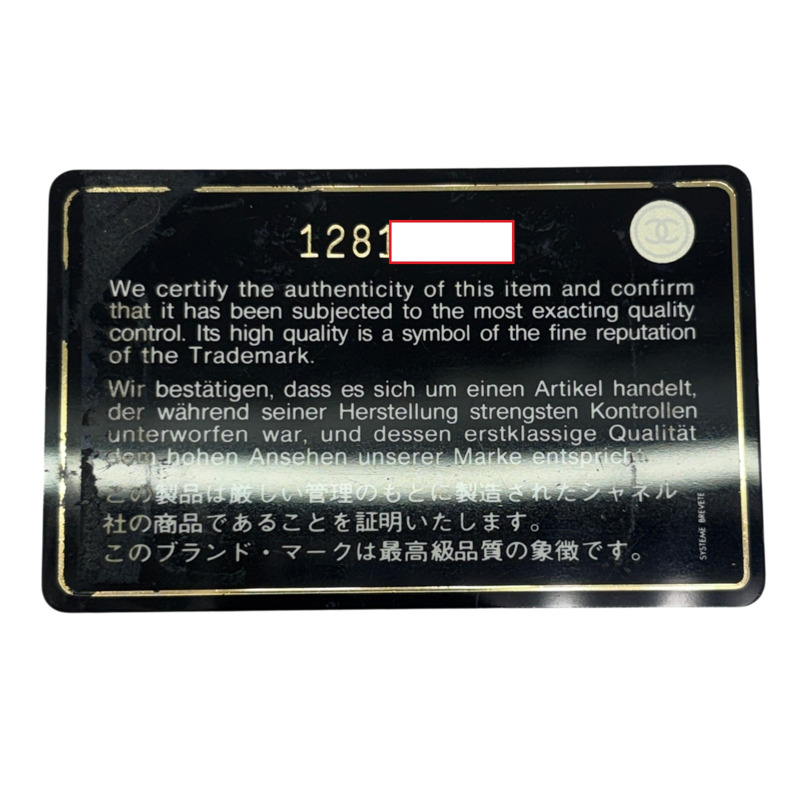 1281
We certify the authenticity of this item and confirm
that it has been subjected to the most exacting quality
control. Its high quality is a symbol of the fine reputation
of the Trademark.
Wir bestätigen, dass es sich um einen Artikel handelt,
der während seiner Herstellung strengsten Kontrollen
unterworfen war, und dessen erstklassige Qualität
dem hohen Ansehen unserer Marke entspricht.
この製品は厳しい管理のもとに製造されたシャネル
社の商品であることを証明いたします。
このブランド・マークは最高級品質の象徴です。
SYSTEME BREVETE